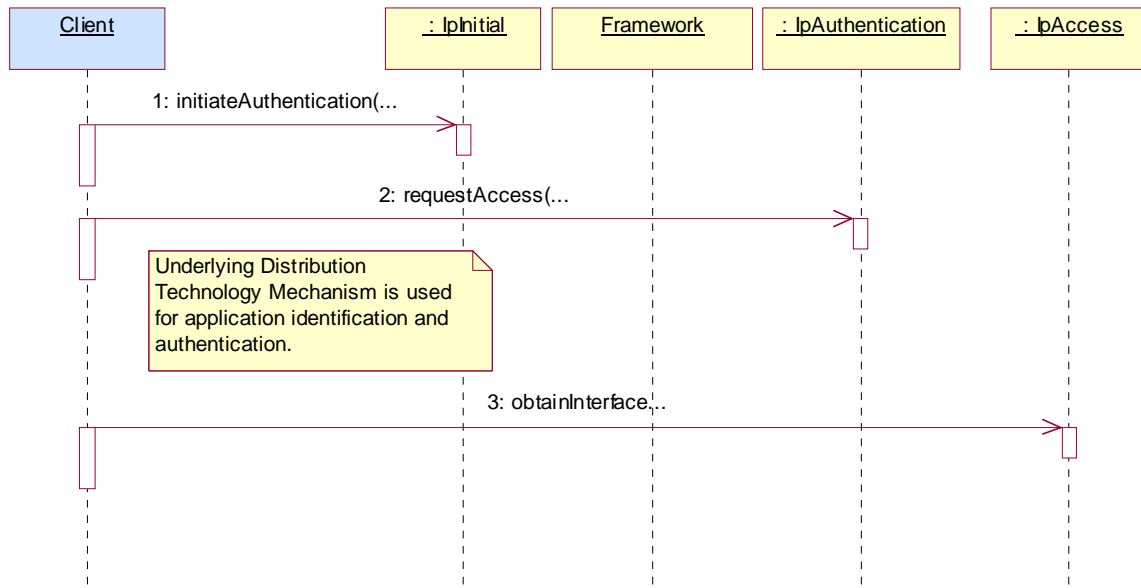 Client
: IpInitial
Framework
: IpAuthentication
: IpAccess
1: initiateAuthentication(...
2: requestAccess(...
Underlying Distribution
Technology Mechanism is used
for application identification and
authentication.
3: obtainInterface...